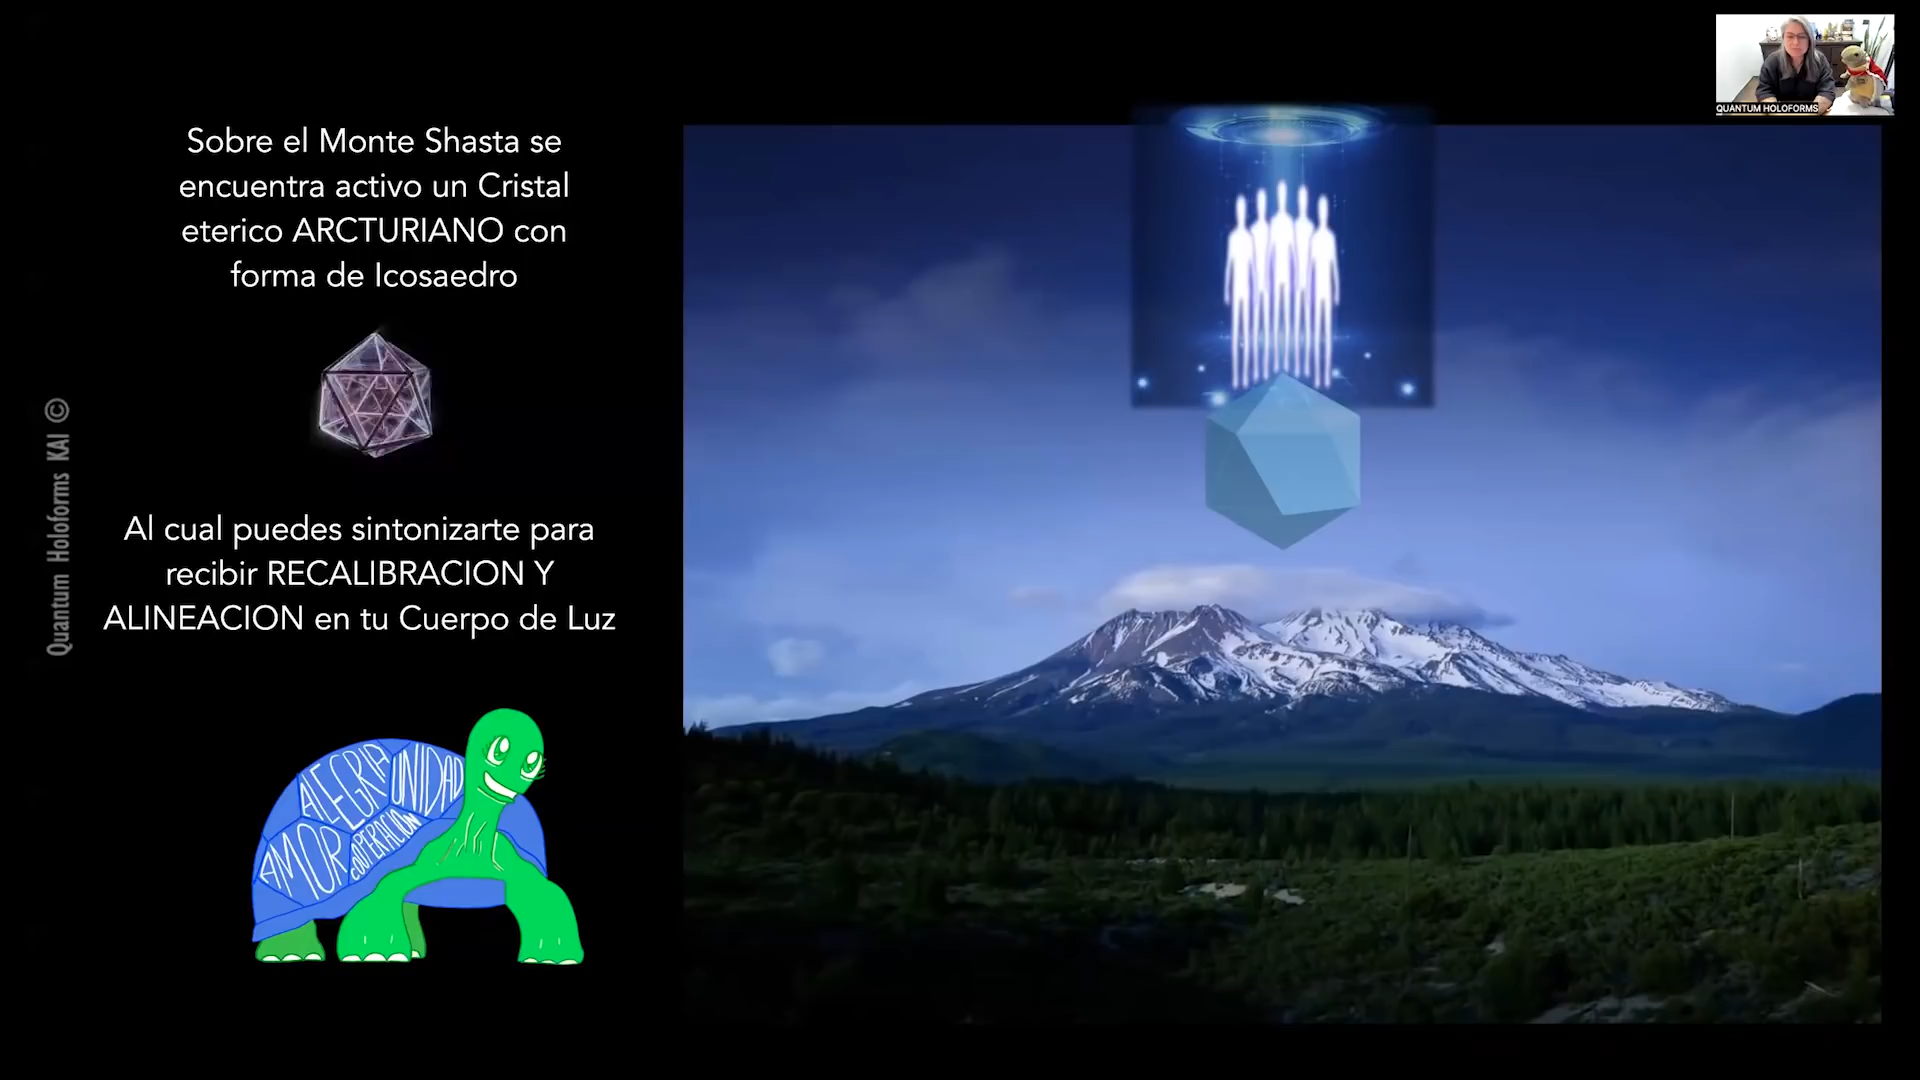 QUANTUM HOLOFORMS
Sobre el Monte Shasta se
encuentra activo un Cristal
eterico ARCTURIANO con
forma de Icosaedro
Al cual puedes sintonizarte para
recibir RECALIBRACION Y
ALINEACION en tu Cuerpo de Luz
Quantum Holoforms KAI ©
ALEGRIA
UNIDAD
AMOR
COOPERACION